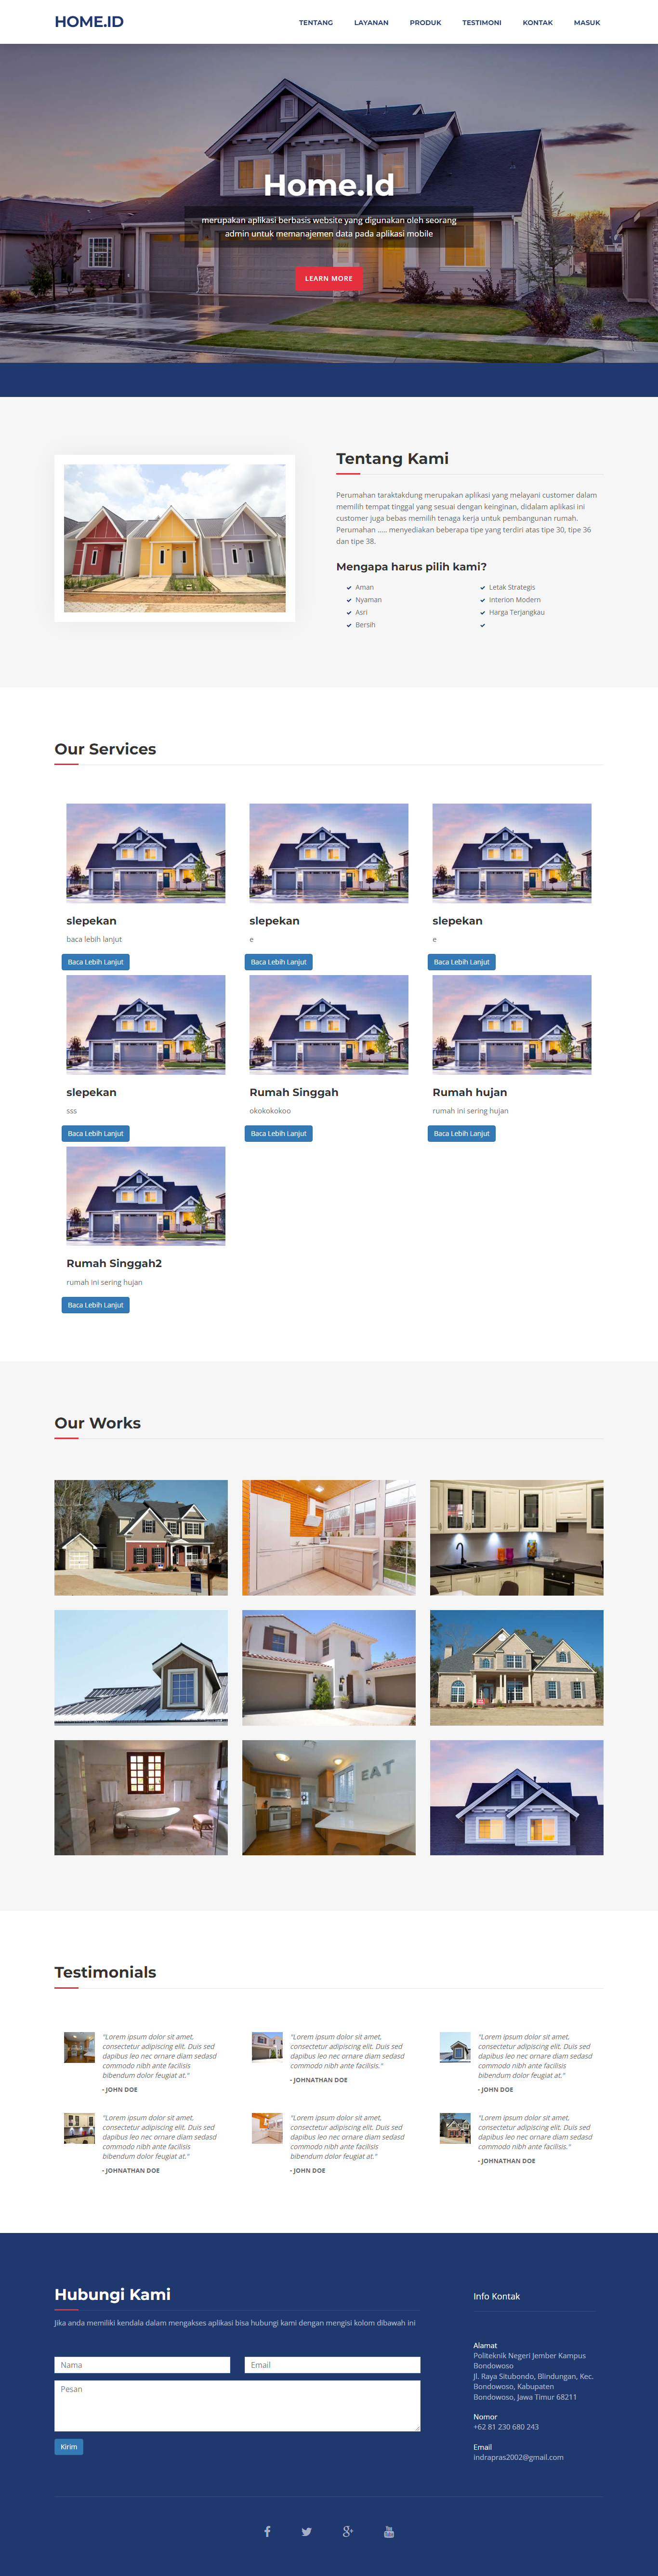 HOME.ID
TENTANG LAYANAN PRODUK TESTIMONI KONTAK MASUK
Home.Id
merupakan aplikasi berbasis website yang digunakan oleh seorang
admin untuk memanajemen data pada aplikasi mobile
LEARN MORE
Tentang Kami
Perumahan taraktakdung merupakan aplikasi yang melayani customer dalam
memilih tempat tinggal yang sesuai dengan keinginan, didalam aplikasi ini
customer juga bebas memilih tenaga kerja untuk pembangunan rumah.
Perumahan ..... menyediakan beberapa tipe yang terdiri atas tipe 30, tipe 36
dan tipe 38.
Mengapa harus pilih kami?
Aman
Nyaman
Asri
Bersih
Letak Strategis
Interion Modern
Harga Terjangkau
Our Services
slepekan
baca lebih lanjut
Baca Lebih Lanjut
slepekan
e
Baca Lebih Lanjut
slepekan
e
Baca Lebih Lanjut
slepekan
sss
Baca Lebih Lanjut
Rumah Singgah
okokokokoo
Baca Lebih Lanjut
Rumah hujan
rumah ini sering hujan
Baca Lebih Lanjut
Rumah Singgah2
rumah ini sering hujan
Baca Lebih Lanjut
Our Works
EAT
Testimonials
"Lorem ipsum dolor sit amet,
consectetur adipiscing elit. Duis sed
dapibus leo nec ornare diam sedasd
commodo nibh ante facilisis
bibendum dolor feugiat at."
- JOHN DOE
"Lorem ipsum dolor sit amet,
consectetur adipiscing elit. Duis sed
dapibus leo nec ornare diam sedasd
commodo nibh ante facilisis."
- JOHNATHAN DOE
"Lorem ipsum dolor sit amet,
consectetur adipiscing elit. Duis sed
dapibus leo nec ornare diam sedasd
commodo nibh ante facilisis
bibendum dolor feugiat at."
- JOHN DOE
"Lorem ipsum dolor sit amet,
consectetur adipiscing elit. Duis sed
dapibus leo nec ornare diam sedasd
commodo nibh ante facilisis
bibendum dolor feugiat at."
- JOHNATHAN DOE
"Lorem ipsum dolor sit amet,
consectetur adipiscing elit. Duis sed
dapibus leo nec ornare diam sedasd
commodo nibh ante facilisis
bibendum dolor feugiat at."
- JOHN DOE
"Lorem ipsum dolor sit amet,
consectetur adipiscing elit. Duis sed
dapibus leo nec ornare diam sedasd
commodo nibh ante facilisis."
- JOHNATHAN DOE
Hubungi Kami
Jika anda memiliki kendala dalam mengakses aplikasi bisa hubungi kami dengan mengisi kolom dibawah ini
Nama
Email
Pesan
Kirim
Info Kontak
Alamat
Politeknik Negeri Jember Kampus
Bondowoso
Jl. Raya Situbondo, Blindungan, Kec.
Bondowoso, Kabupaten
Bondowoso, Jawa Timur 68211
Nomor
+62 81 230 680 243
Email
indrapras2002@gmail.com